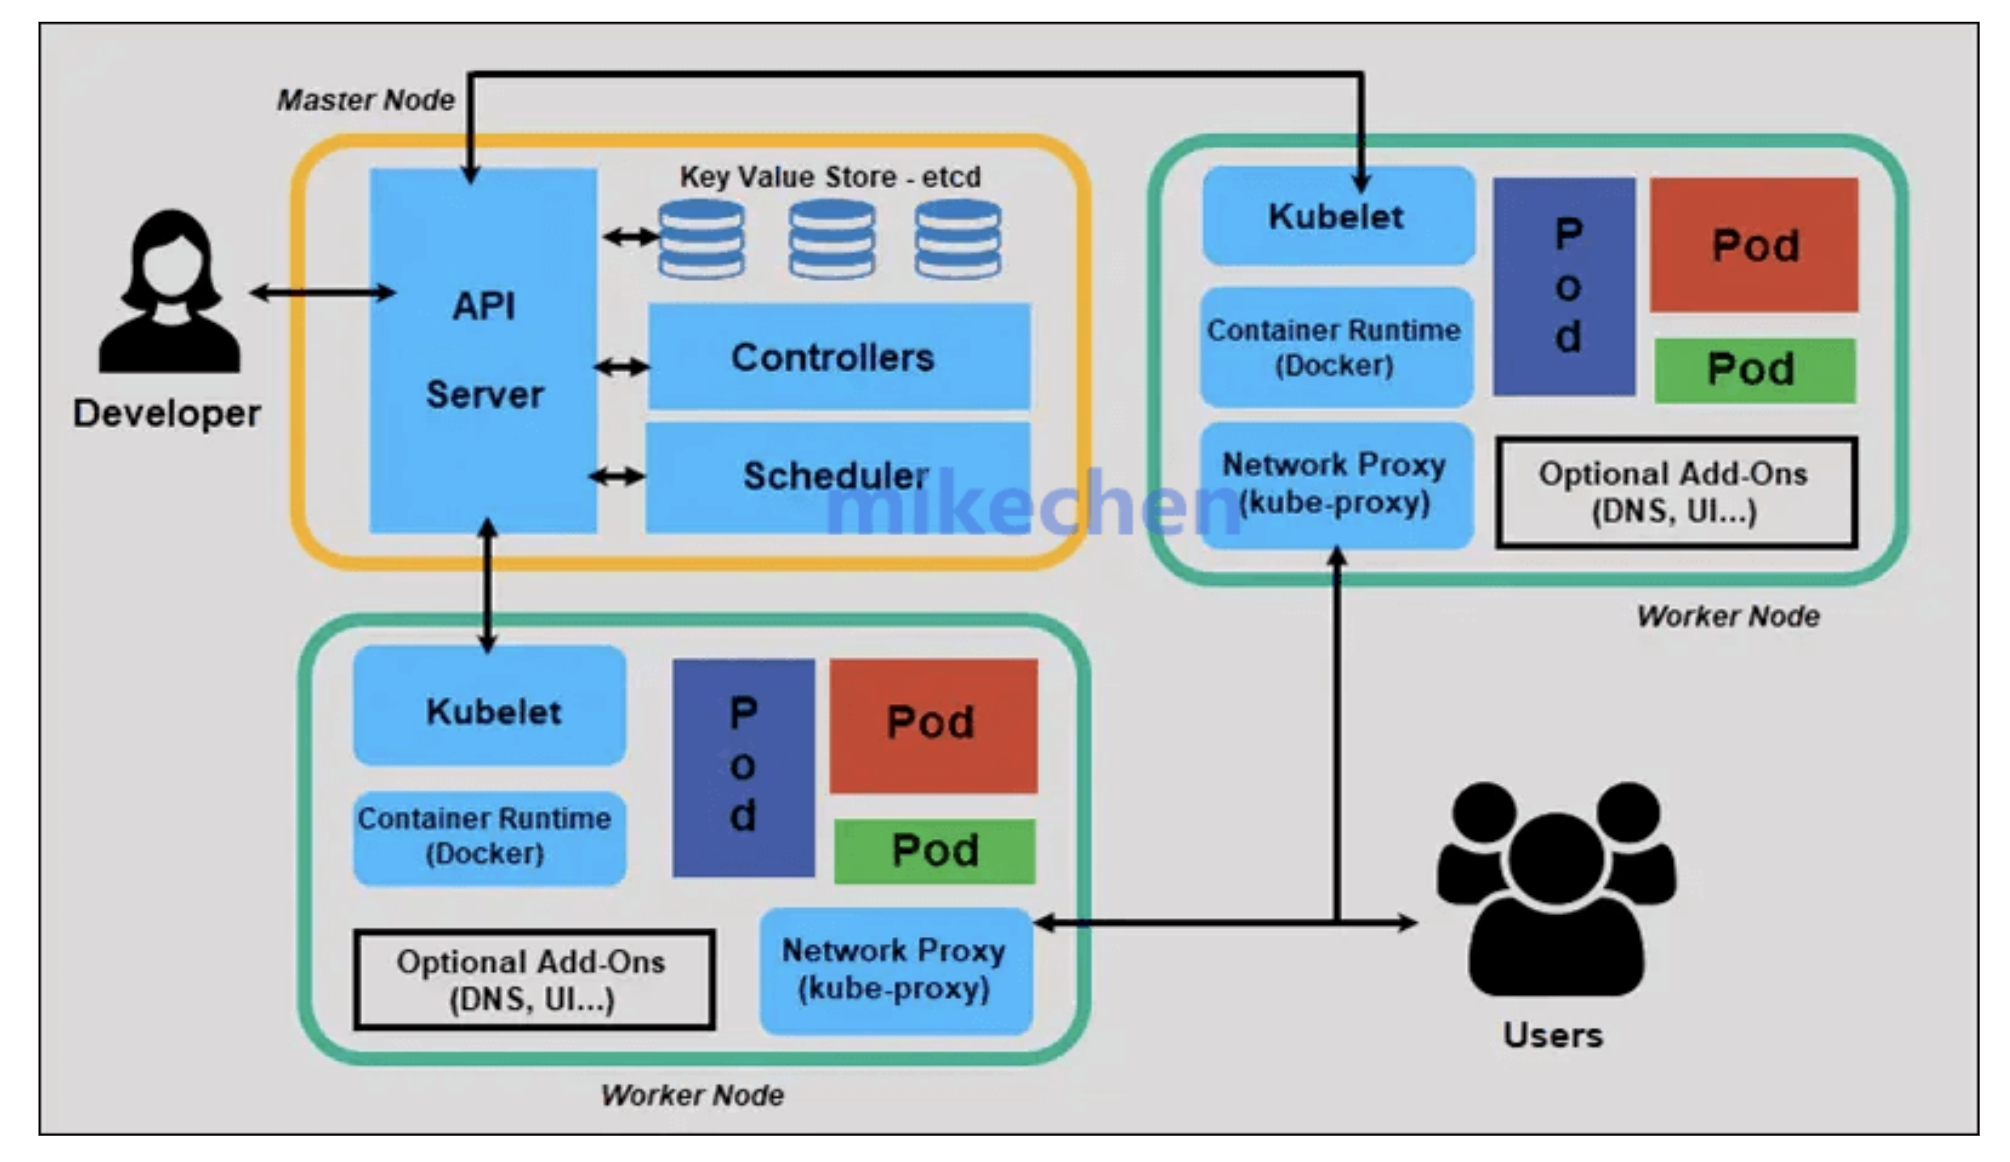 Master Node
Key Value Store - etcd
API
Server
Controllers
Scheduler
Developer
mikechen
Kubelet
Container Runtime
(Docker)
Network Proxy
(kube-proxy)
P
o
d
Pod
Pod
Optional Add-Ons
(DNS, UI...)
Worker Node
Kubelet
Container Runtime
(Docker)
P
o
d
Pod
Pod
Optional Add-Ons
(DNS, UI...)
Network Proxy
(kube-proxy)
Worker Node
Users